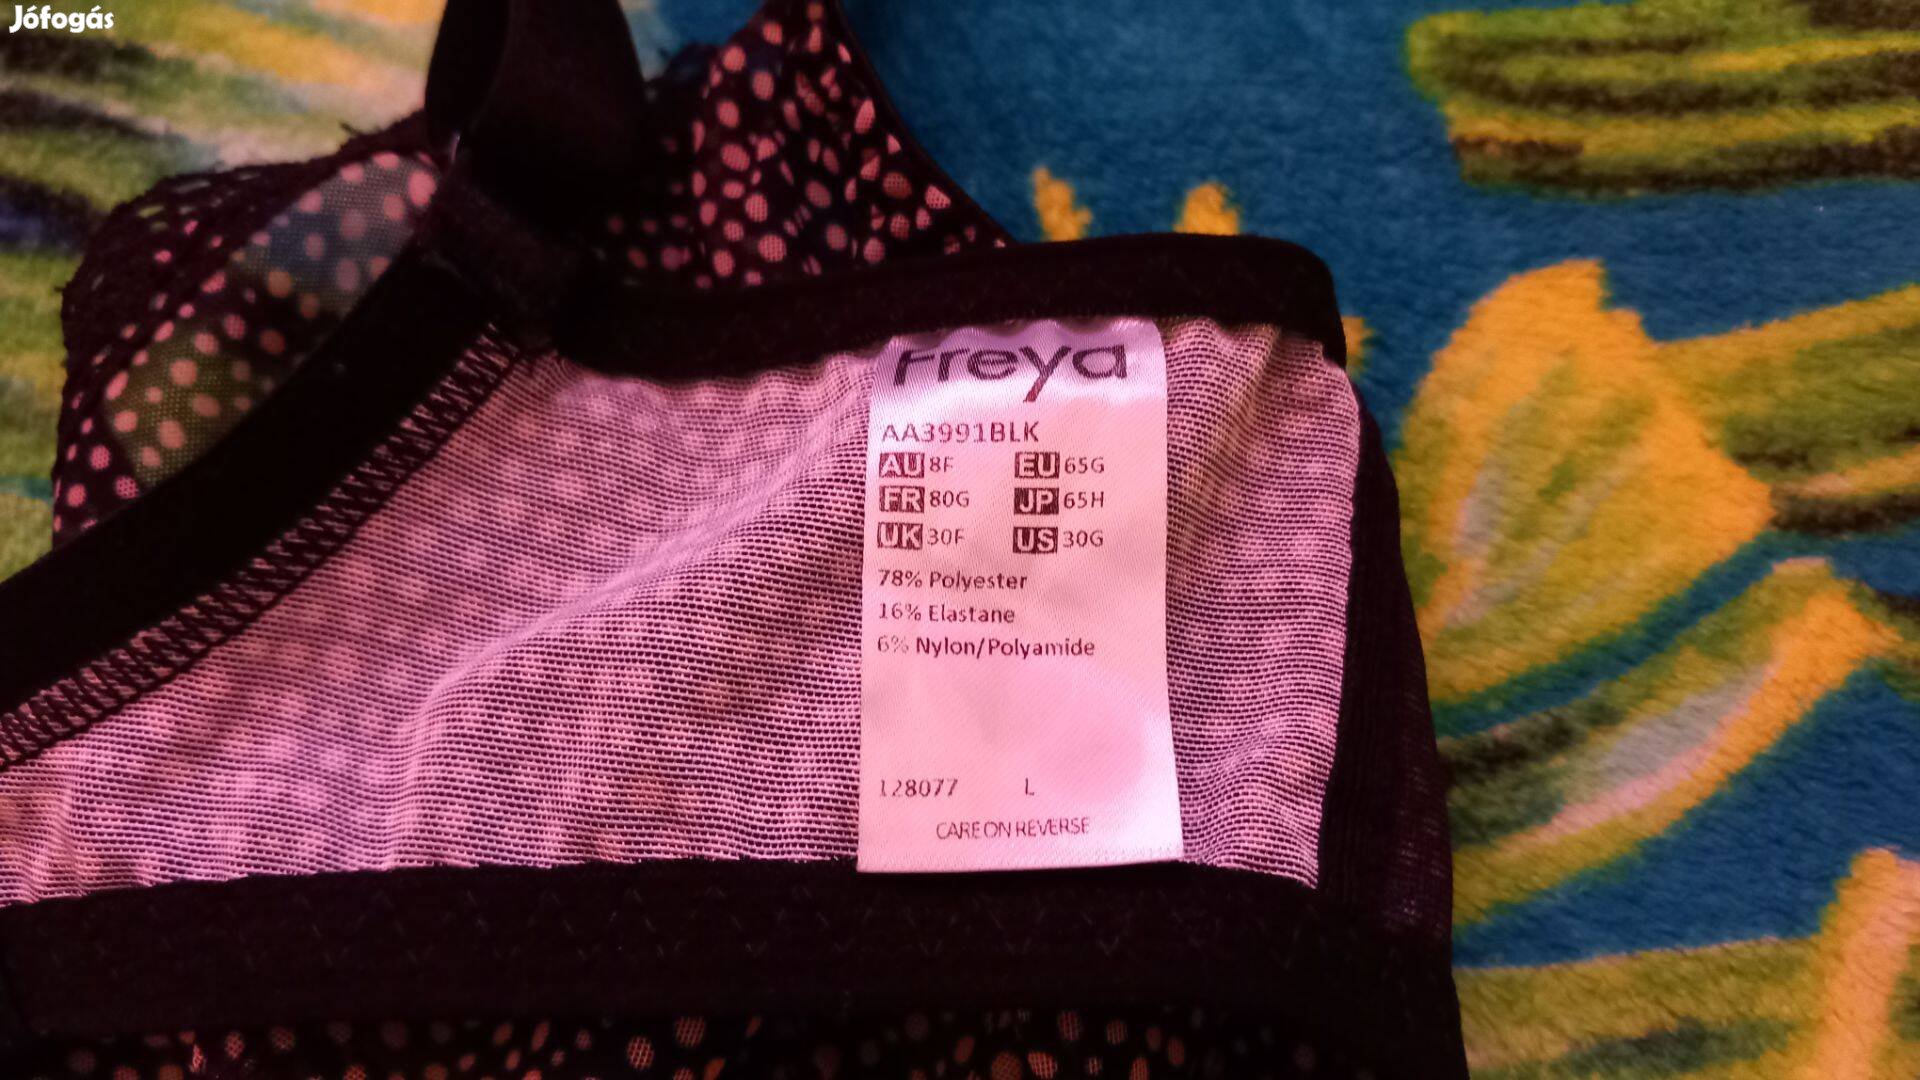 Jófogás
Freya
AA3991BLK
AU 8F EU 65G
FR 80G JP 65H
UK 30F US 30G
78% Polyester
16% Elastane
6% Nylon/Polyamide
128077 L
CARE ON REVERSE